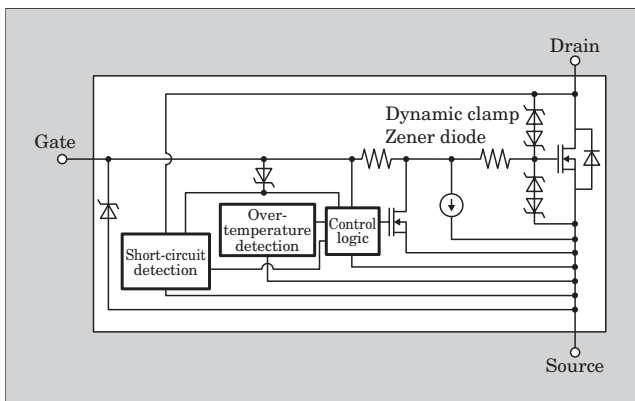 Drain
Dynamic clamp
Zener diode
Gate
Over-
temperature
detection
Control
logic
Short-circuit
detection
Source